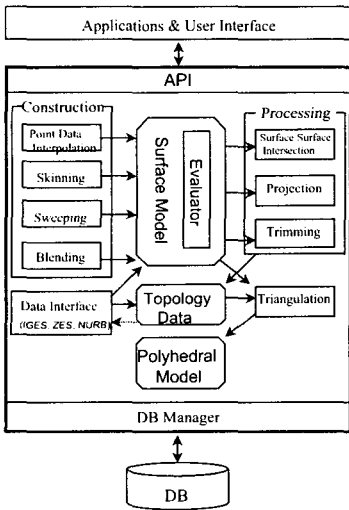 Applications & User Interface
API
Construction
Point Data
Interpolation
Skinning
Sweeping
Blending
Data Interface
(IGES, ZES, NURB)
Surface Model
Evaluator
Topology
Data
Polyhedral
Model
Processing
Surface Surface
Intersection
Projection
Trimming
Triangulation
DB Manager
DB